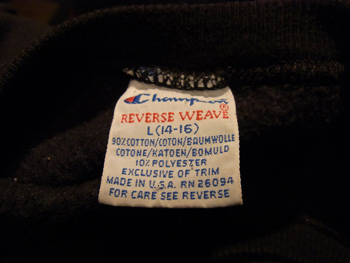 Champion
REVERSE WEAVE®
L (14-16)
90% COTTON/COTON/BAUMWOLLE
COTONE/KATOEN/BOMULD
10% POLYESTER
EXCLUSIVE OF TRIM
MADE IN U.S.A. RN 26094
FOR CARE SEE REVERSE